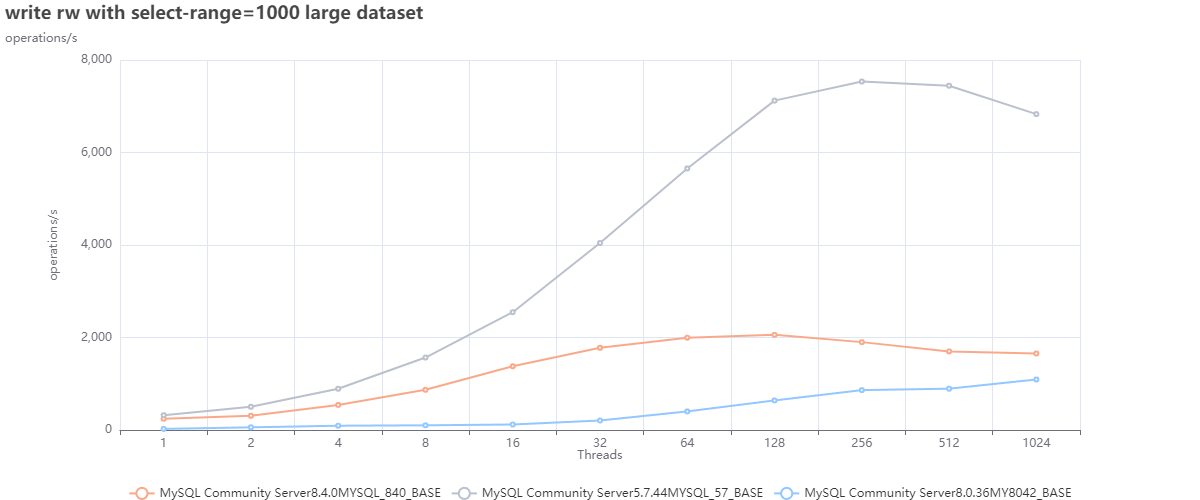 write rw with select-range=1000 large dataset
operations/s
8,000
6,000
4,000
2,000
0
operations/s
1 2 4 8 16 32 64 128 256 512 1024
Threads
MySQL Community Server8.4.0MYSQL_840_BASE MySQL Community Server5.7.44MYSQL_57_BASE MySQL Community Server8.0.36MY8042_BASE